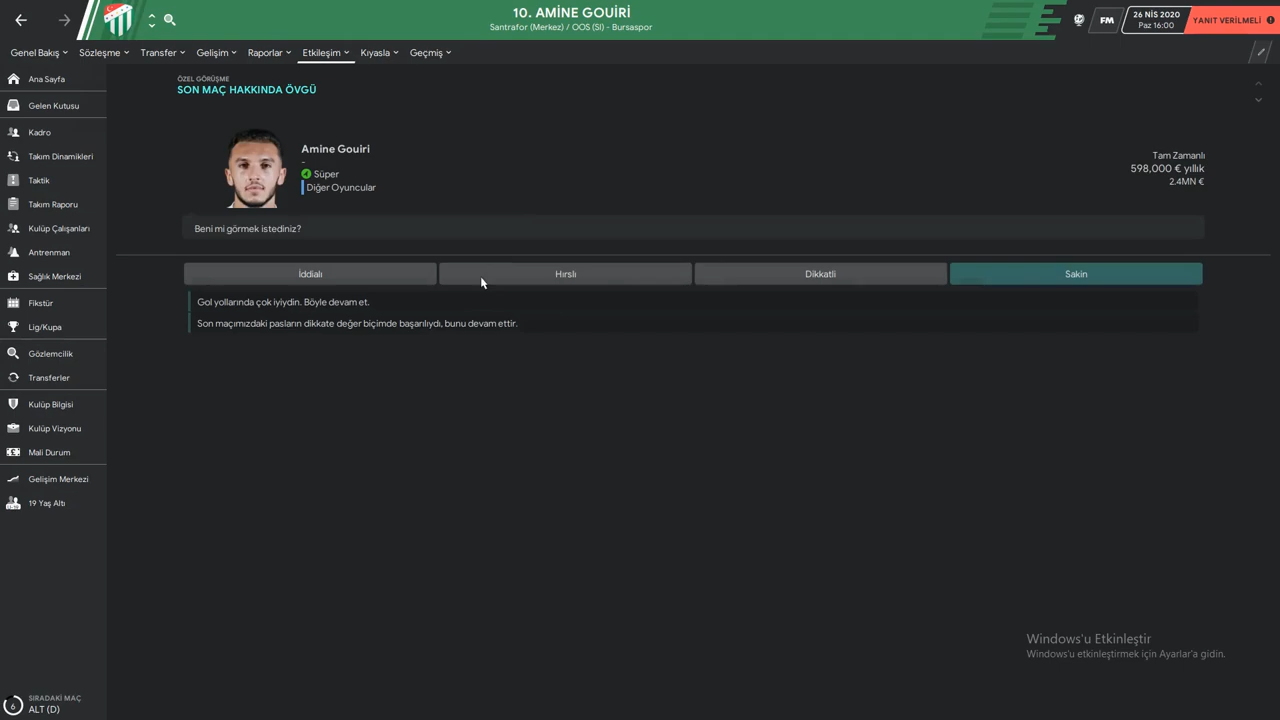 10. AMİNE GOUİRİ
Santrafor (Merkez) / OOS (Sl) - Bursaspor
FM
26 NİS 2020
Paz 16:00
YANIT VERİLMELİ
Genel Bakış
Sözleşme
Transfer
Gelişim
Raporlar
Etkileşim
Kıyasla
Geçmiş
Ana Sayfa
Gelen Kutusu
Kadro
Takım Dinamikleri
Taktik
Takım Raporu
Kulüp Çalışanları
Antrenman
Sağlık Merkezi
Fikstür
Lig/Kupa
Gözlemcilik
Transferler
Kulüp Bilgisi
Kulüp Vizyonu
Mali Durum
Gelişim Merkezi
19 Yaş Altı
6
SIRADAKİ MAÇ
ALT (D)
ÖZEL GÖRÜŞME
SON MAÇ HAKKINDA ÖVGÜ
Amine Gouiri
-
Süper
Diğer Oyuncular
Tam Zamanlı
598,000 € yıllık
2.4MN €
Beni mi görmek istediniz?
İddialı
Hırslı
Dikkatli
Sakin
Gol yollarında çok iyiydin. Böyle devam et.
Son maçımızdaki pasların dikkate değer biçimde başarılıydı, bunu devam ettir.
Windows'u Etkinleştir
Windows'u etkinleştirmek için Ayarlar'a gidin.